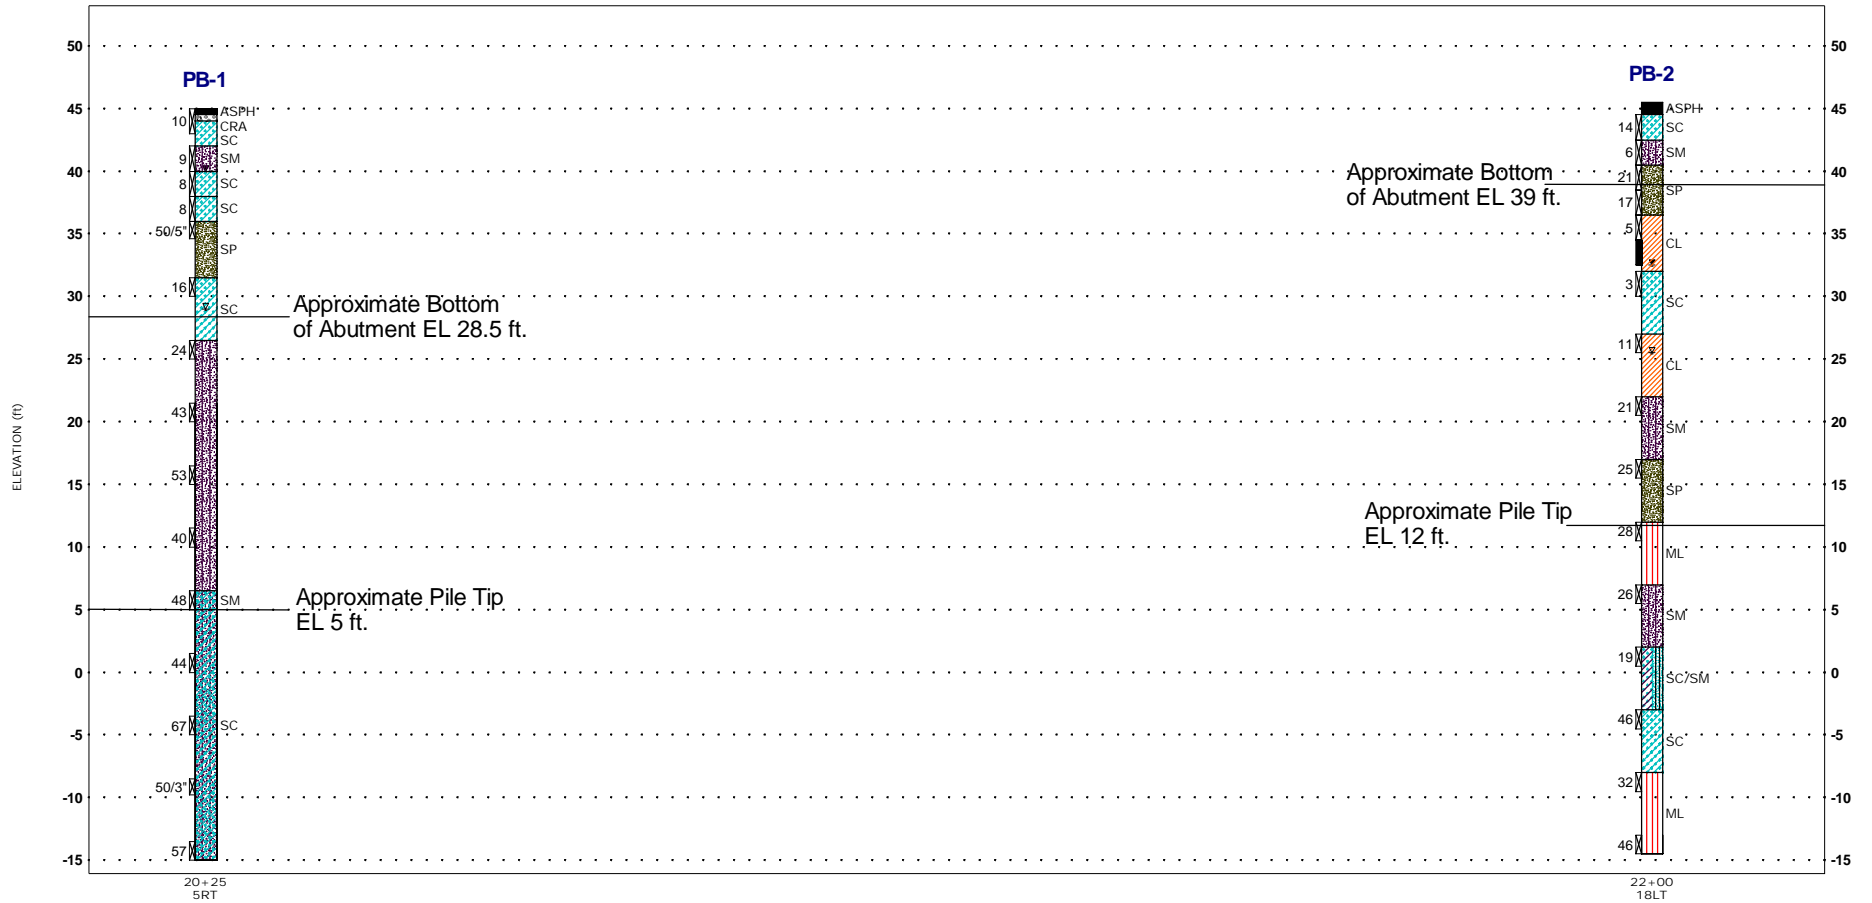 50
50
PB-1
PB-2
45
ASPH
ASPH
45
10
CRA
SC
14
SC
9
SM
6
SM
40
8
SC
Approximate Bottom
of Abutment EL 39 ft.
21
SP
40
8
SC
17
35
50/5"
SP
5
CL
35
30
16
SC
Approximate Bottom
of Abutment EL 28.5 ft.
3
SC
30
25
24
11
CL
25
20
43
21
SM
20
15
53
25
SP
15
Approximate Pile Tip
EL 12 ft.
10
40
28
ML
10
5
48
SM
Approximate Pile Tip
EL 5 ft.
26
SM
5
0
44
19
SC/SM
0
-5
67
SC
46
SC
-5
-10
50/3"
32
ML
-10
-15
57
46
-15
ELEVATION (ft)
20+25
5RT
22+00
18LT